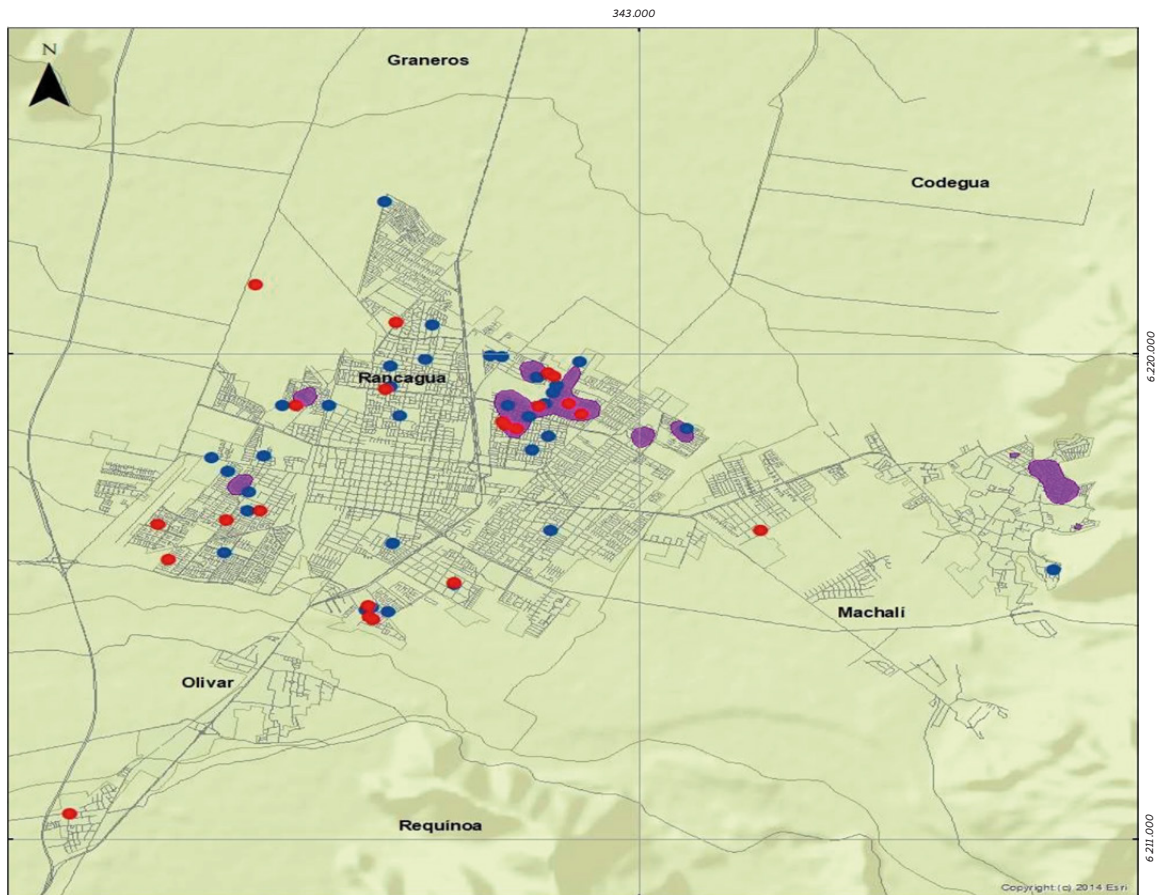 343.000
N
Graneros
Codegua
6 220.000
Rancagua
Machalí
Olivar
Requínoa
6 211.000
Copyright:(c) 2014 Esri